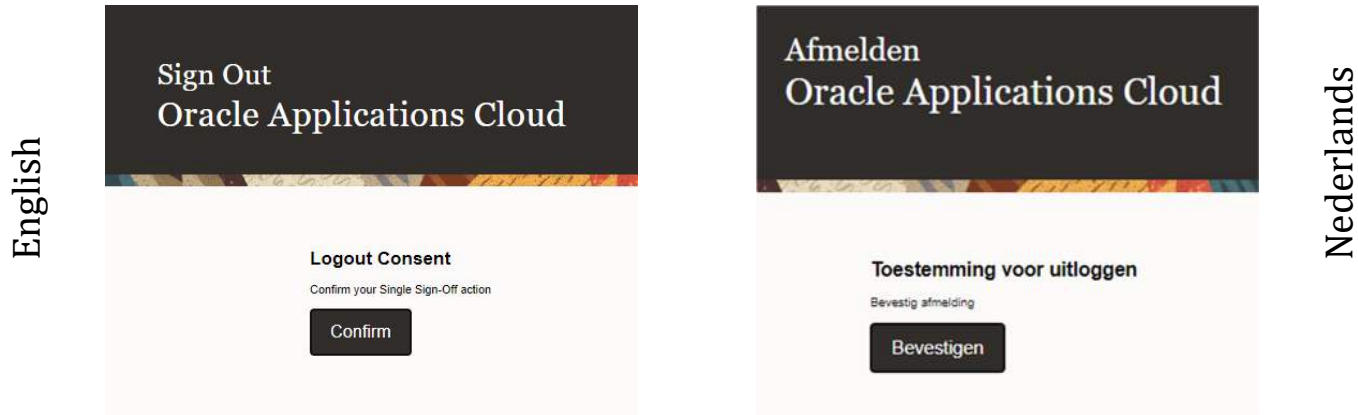 English
Sign Out
Oracle Applications Cloud
Logout Consent
Confirm your Single Sign-Off action
Confirm
Afmelden
Oracle Applications Cloud
Toestemming voor uitloggen
Bevestig afmelding
Bevestigen
Nederlands